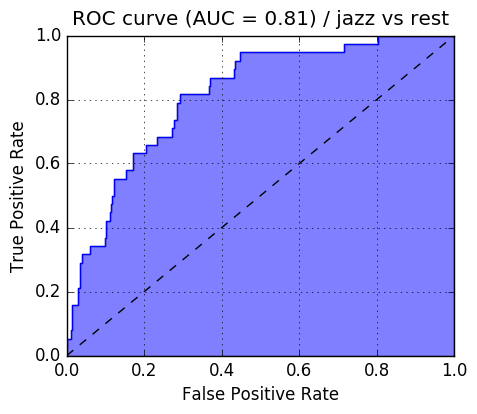 ROC curve (AUC = 0.81) / jazz vs rest
1.0
0.8
0.6
0.4
0.2
0.0
True Positive Rate
0.0 0.2 0.4 0.6 0.8 1.0
False Positive Rate